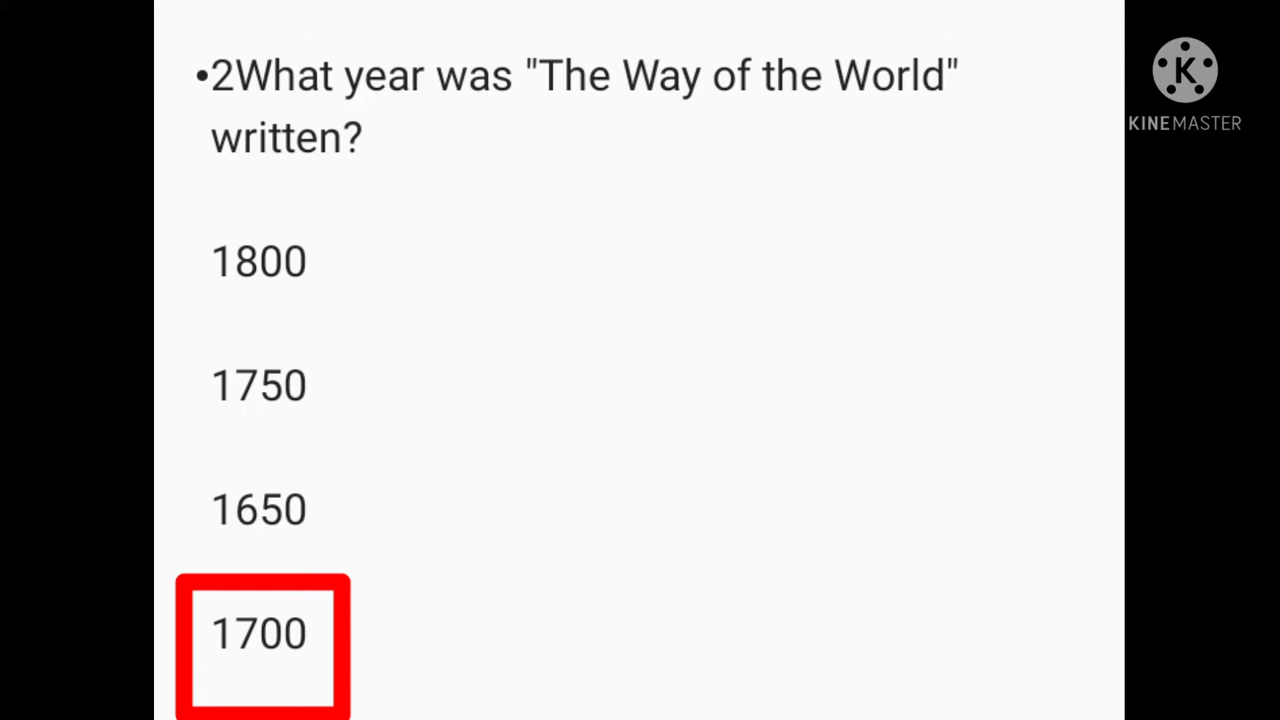 •2What year was "The Way of the World"
written?
1800
1750
1650
1700
K
KINEMASTER